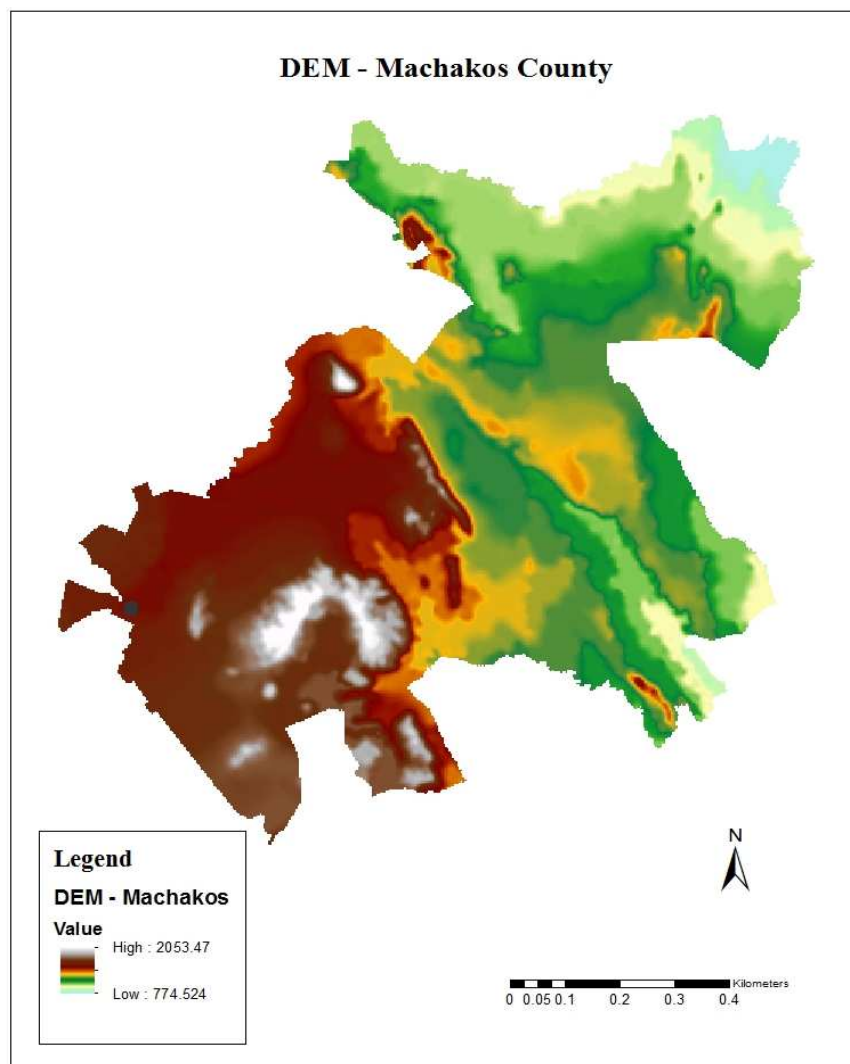 DEM - Machakos County
Legend
DEM - Machakos
Value
High : 2053.47
Low : 774.524
N
Kilometers
0 0.05 0.1 0.2 0.3 0.4